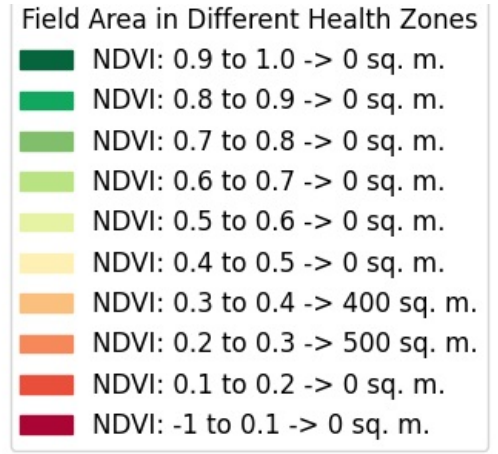 Field Area in Different Health Zones
NDVI: 0.9 to 1.0 -> 0 sq. m.
NDVI: 0.8 to 0.9 -> 0 sq. m.
NDVI: 0.7 to 0.8 -> 0 sq. m.
NDVI: 0.6 to 0.7 -> 0 sq. m.
NDVI: 0.5 to 0.6 -> 0 sq. m.
NDVI: 0.4 to 0.5 -> 0 sq. m.
NDVI: 0.3 to 0.4 -> 400 sq. m.
NDVI: 0.2 to 0.3 -> 500 sq. m.
NDVI: 0.1 to 0.2 -> 0 sq. m.
NDVI: -1 to 0.1 -> 0 sq. m.